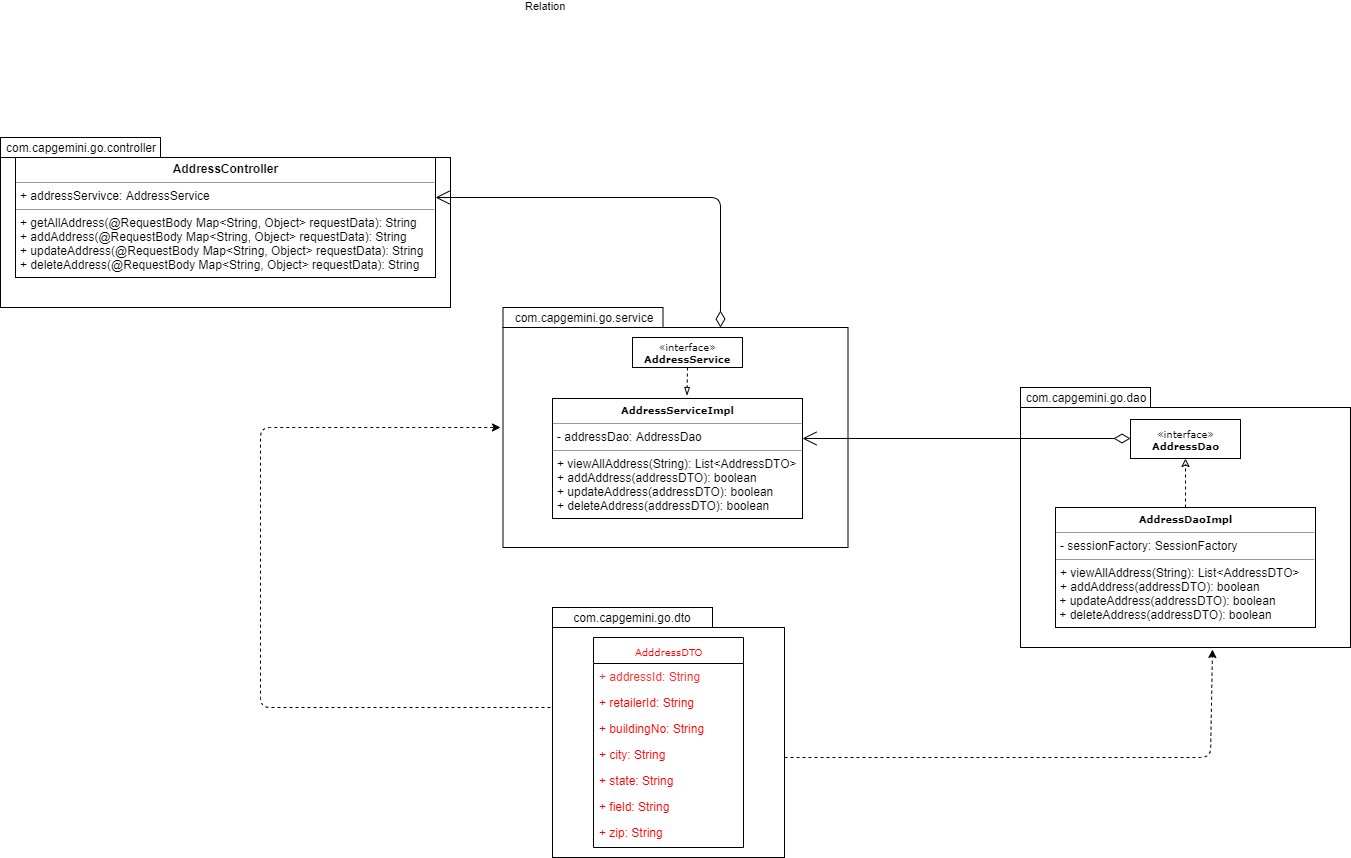 Relation
com.capgemini.go.controller
AddressController
+ addressServivce: AddressService
+ getAllAddress(@RequestBody Map<String, Object> requestData): String
+ addAddress(@RequestBody Map<String, Object> requestData): String
+ updateAddress(@RequestBody Map<String, Object> requestData): String
+ deleteAddress(@RequestBody Map<String, Object> requestData): String
com.capgemini.go.service
«interface»
AddressService
AddressServiceImpl
- addressDao: AddressDao
+ viewAllAddress(String): List<AddressDTO>
+ addAddress(addressDTO): boolean
+ updateAddress(addressDTO): boolean
+ deleteAddress(addressDTO): boolean
com.capgemini.go.dao
«interface»
AddressDao
AddressDaoImpl
- sessionFactory: SessionFactory
+ viewAllAddress(String): List<AddressDTO>
+ addAddress(addressDTO): boolean
+ updateAddress(addressDTO): boolean
+ deleteAddress(addressDTO): boolean
com.capgemini.go.dto
AdddressDTO
+ addressId: String
+ retailerId: String
+ buildingNo: String
+ city: String
+ state: String
+ field: String
+ zip: String